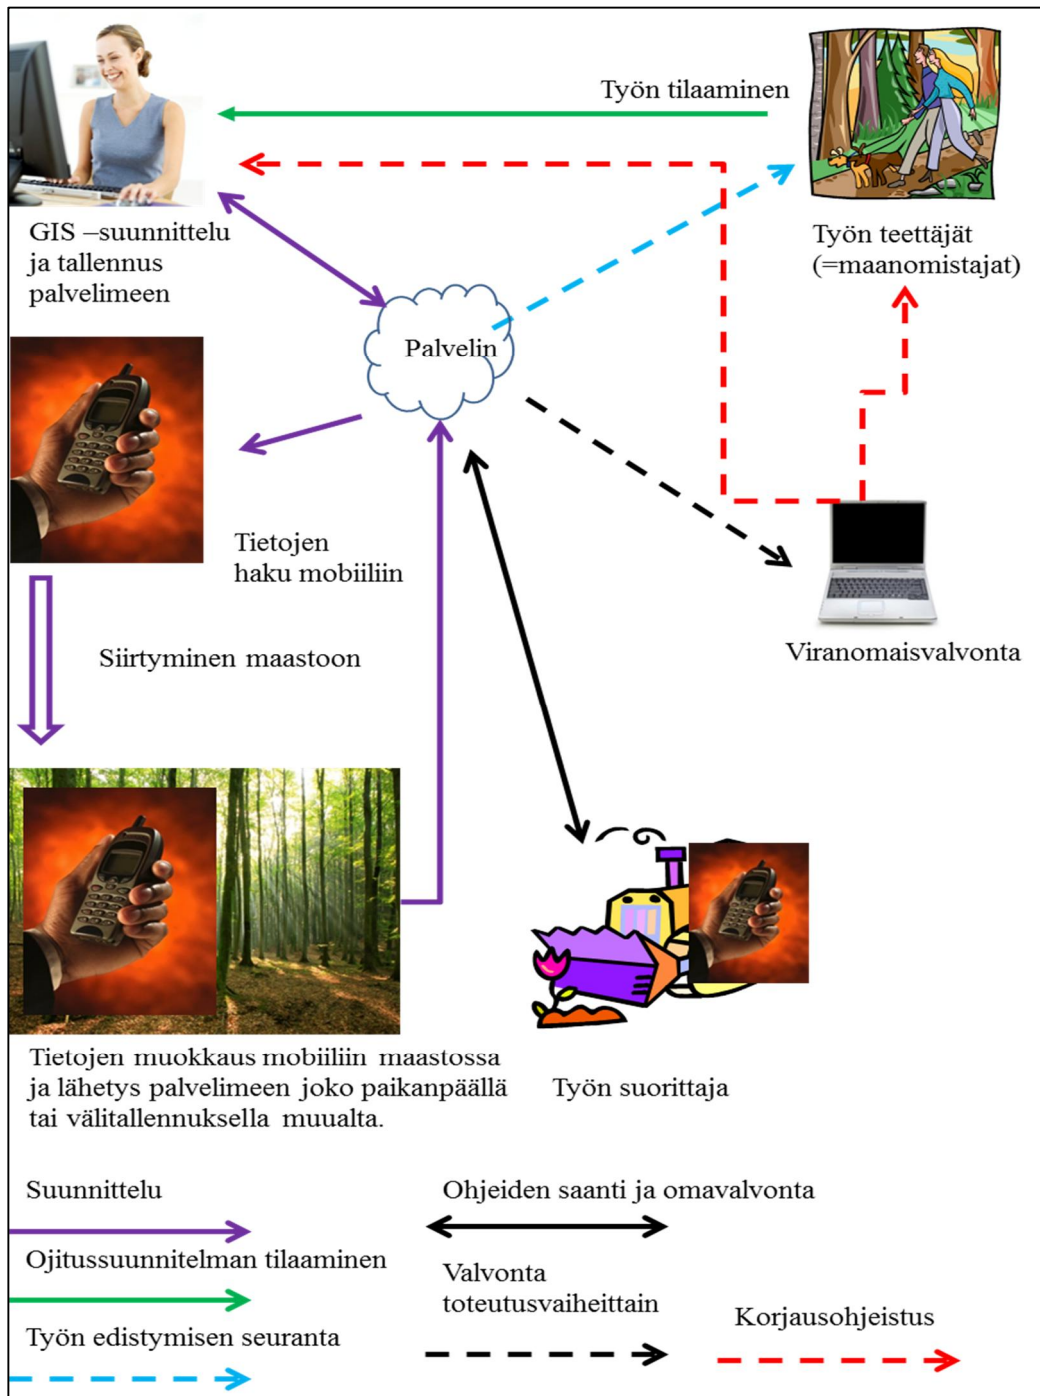 Työn tilaaminen
GIS –suunnittelu
ja tallennus
palvelimeen
Työn teettäjät
(=maanomistajat)
Palvelin
Tietojen
haku mobiiliin
Siirtyminen maastoon
Viranomaisvalvonta
Tietojen muokkaus mobiiliin maastossa
ja lähetys palvelimeen joko paikanpäällä
tai välitallennuksella muualta.
Työn suorittaja
Suunnittelu
Ohjeiden saanti ja omavalvonta
Ojitussuunnitelman tilaaminen
Valvonta
toteutusvaiheittain
Työn edistymisen seuranta
Korjausohjeistus